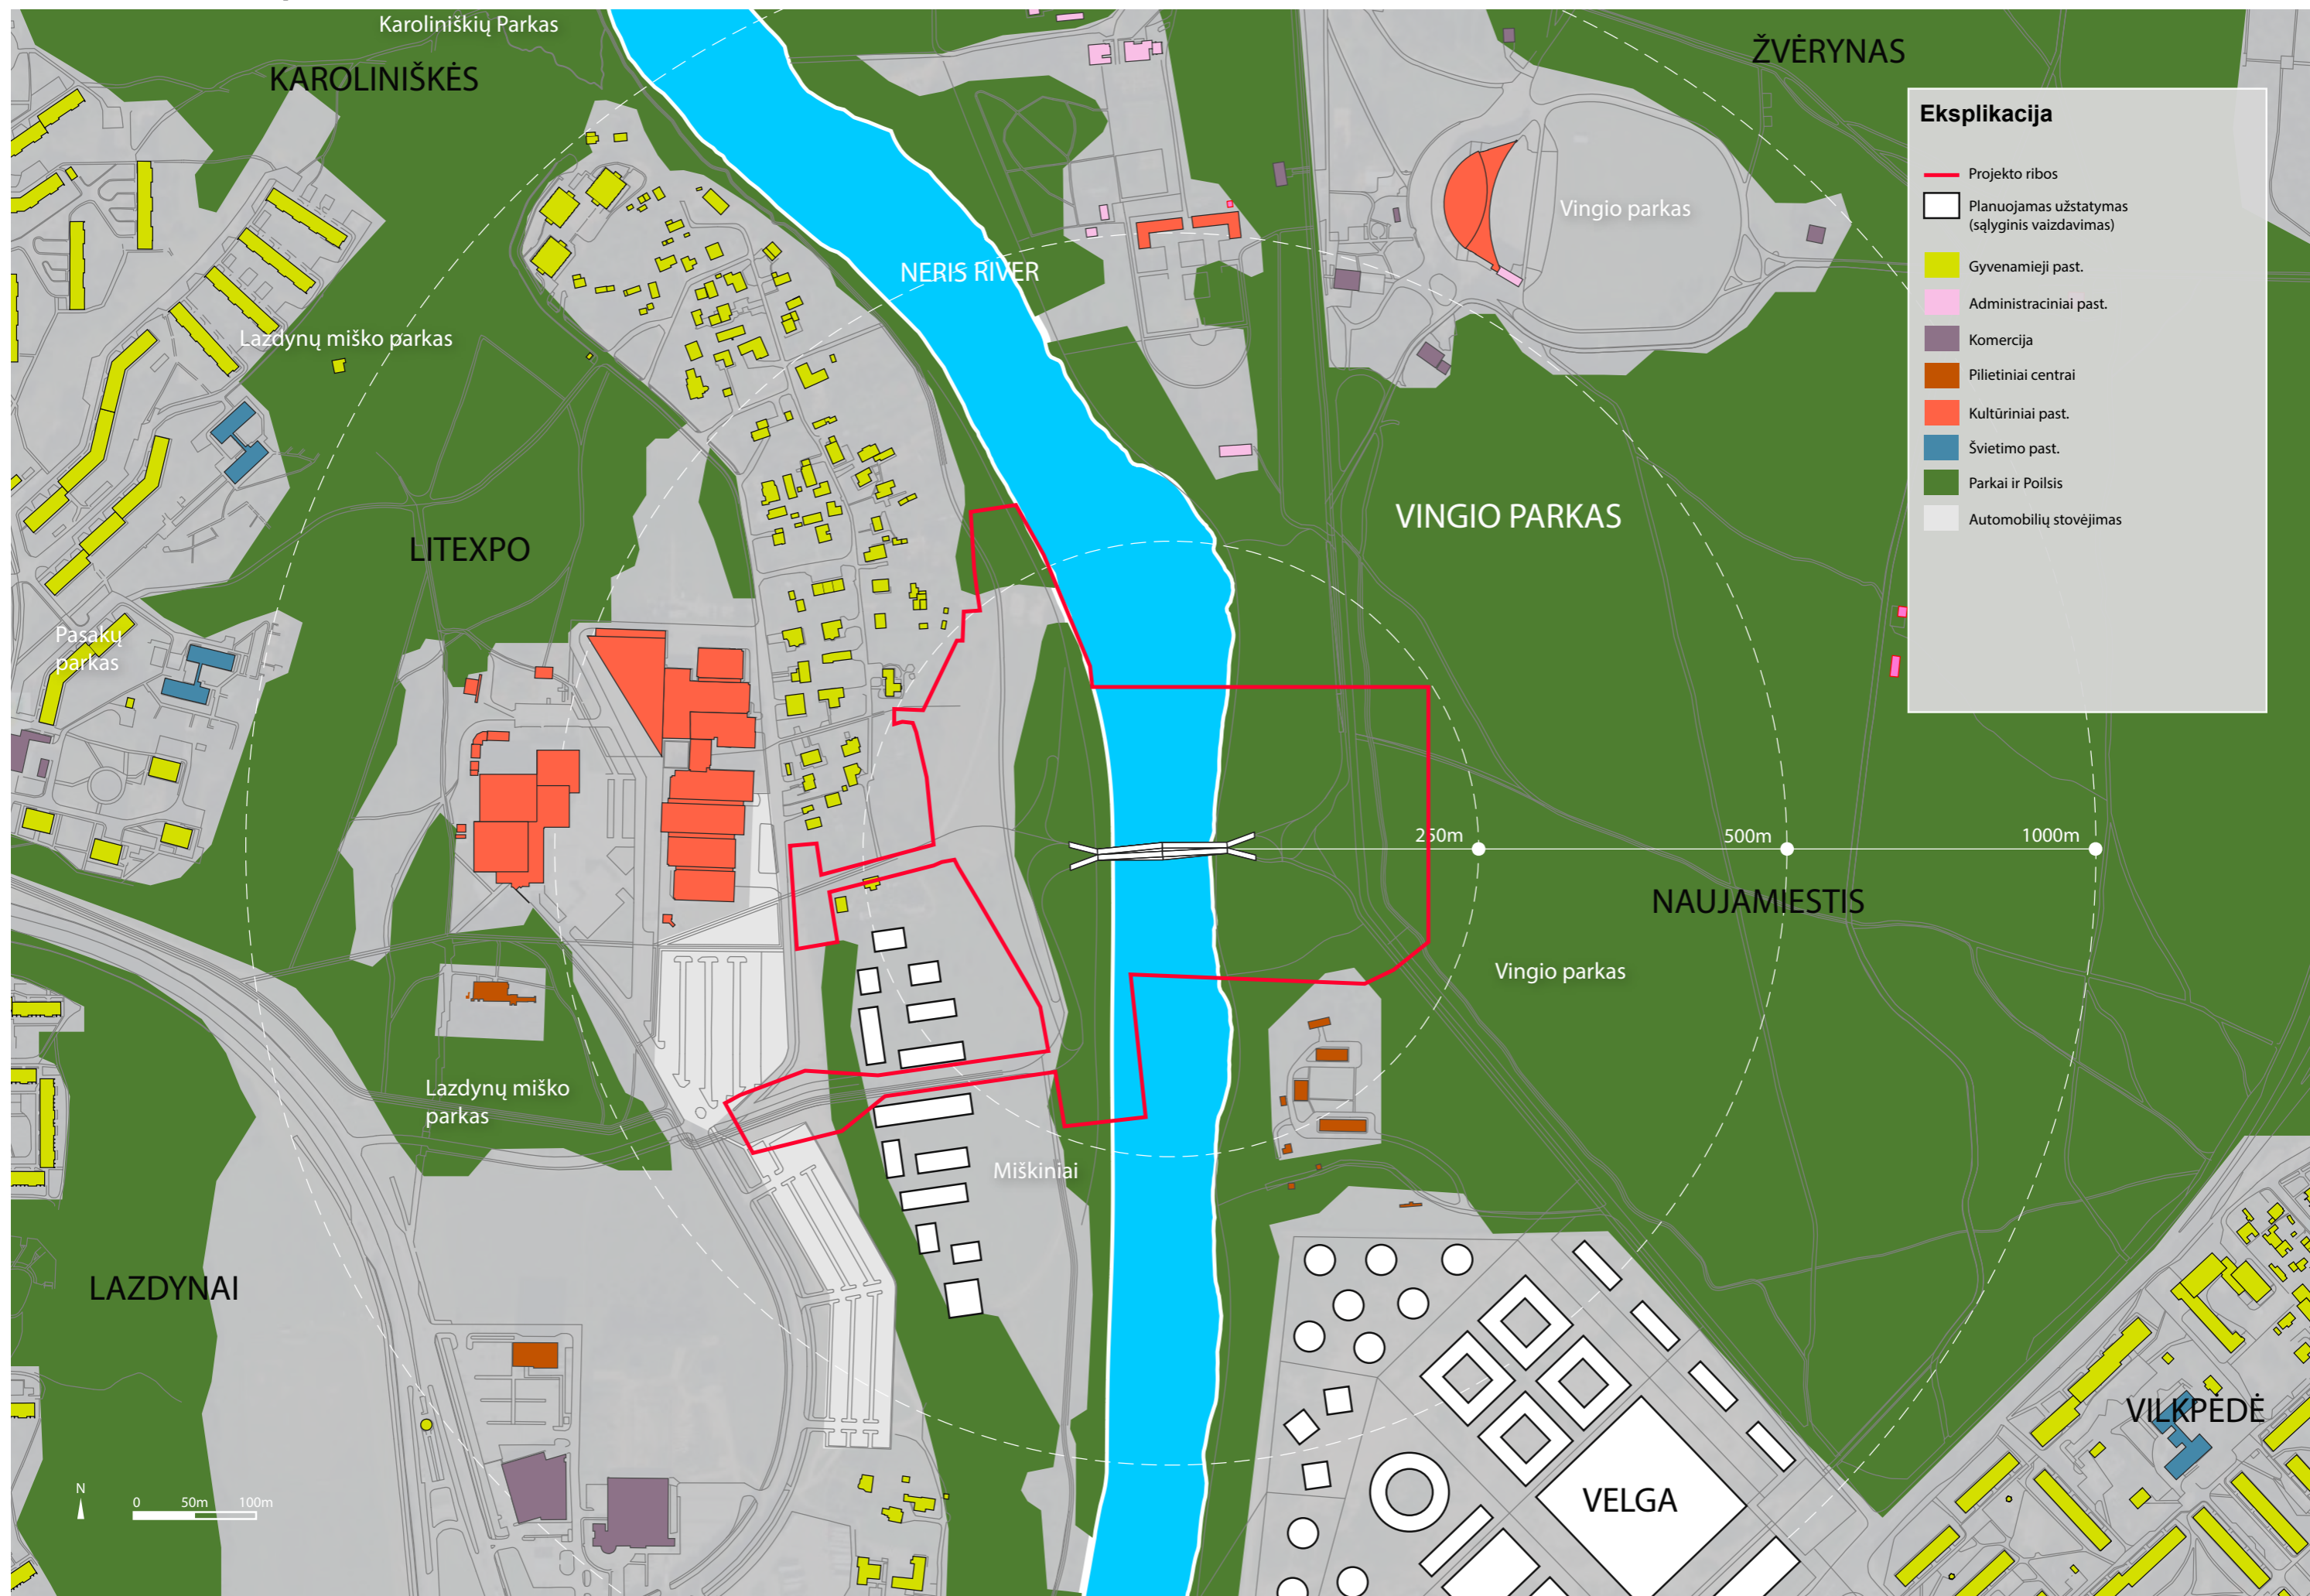 Karoliniškių Parkas
KAROLINIŠKĖS
ŽVĖRYNAS
Eksplikacija
Projekto ribos
Planuojamas užstatymas
(sąlyginis vaizdavimas)
Gyvenamieji past.
Administraciniai past.
Komercija
Pilietiniai centrai
Kultūriniai past.
Švietimo past.
Parkai ir Poilsis
Automobilių stovėjimas
Vingio parkas
NERIS RIVER
Lazdynų miško parkas
VINGIO PARKAS
LITEXPO
Pasakų
parkas
250m
500m
1000m
NAUJAMIESTIS
Vingio parkas
Lazdynų miško
parkas
Miškiniai
LAZDYNAI
VILKPĖDĖ
VELGA
N
0 50m 100m